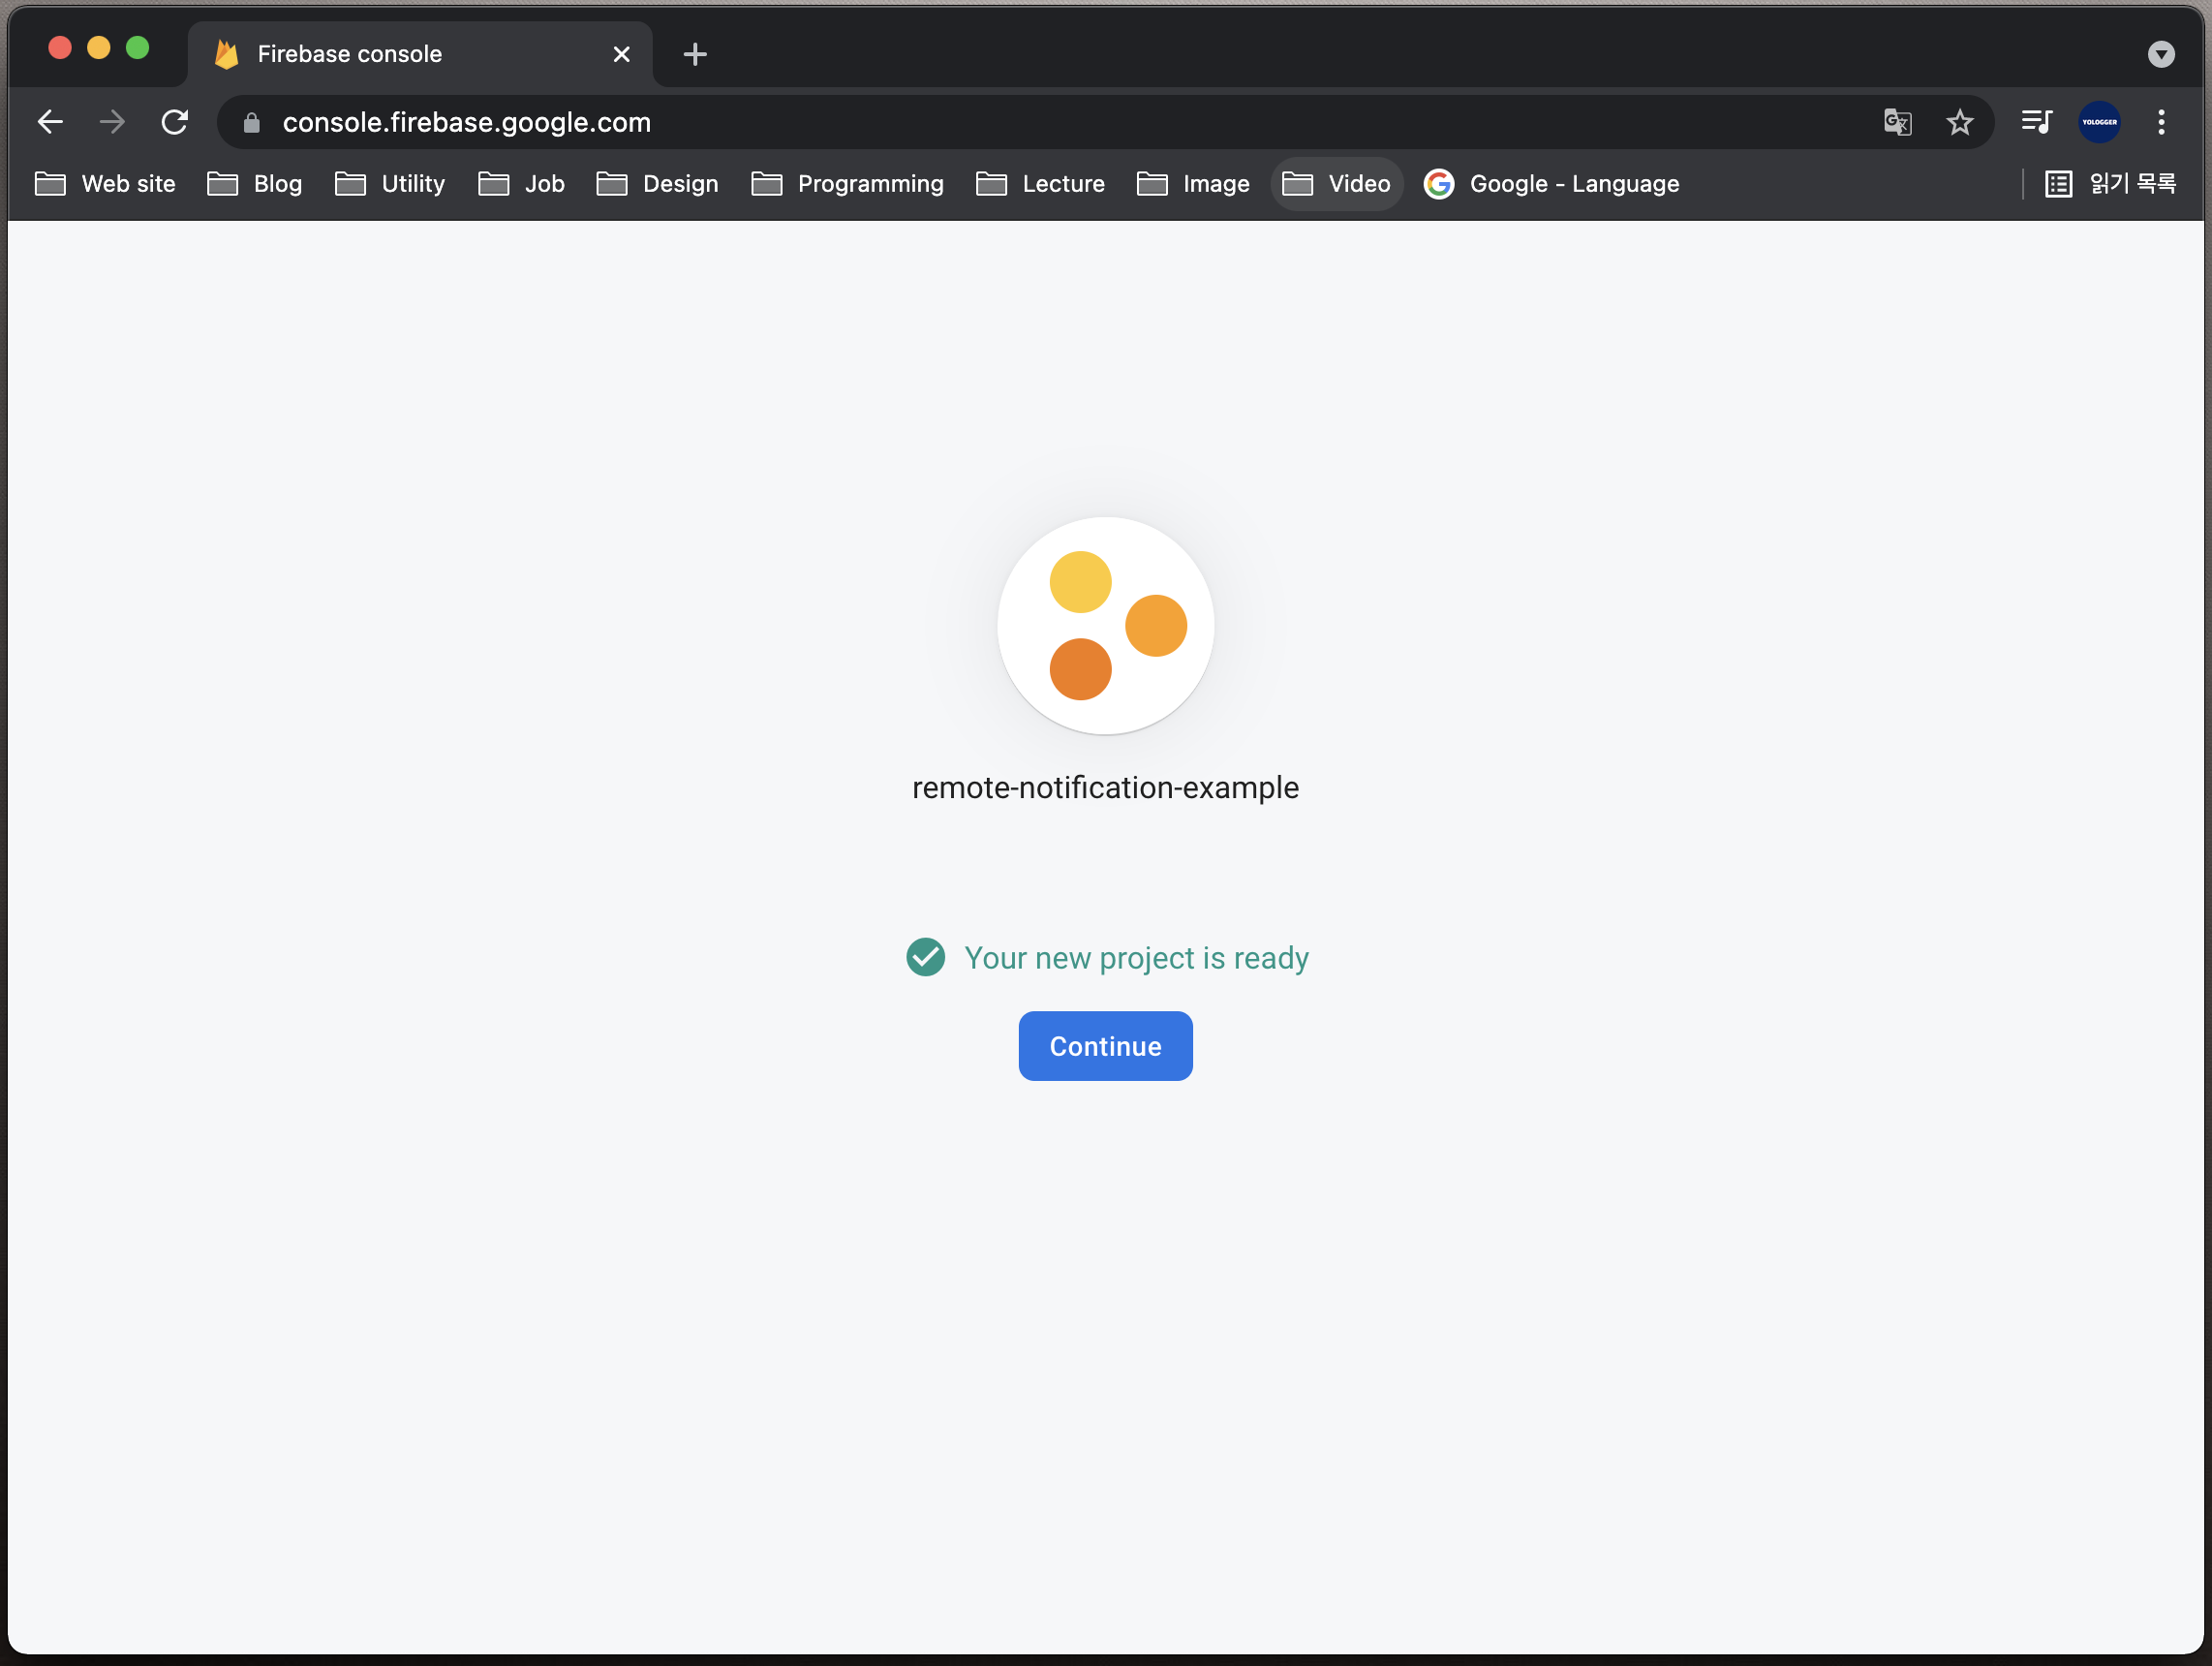 Firebase console
console.firebase.google.com
YOLOGGER
Web site Blog Utility Job Design Programming Lecture Image Video Google - Language 읽기 목록
remote-notification-example
Your new project is ready
Continue